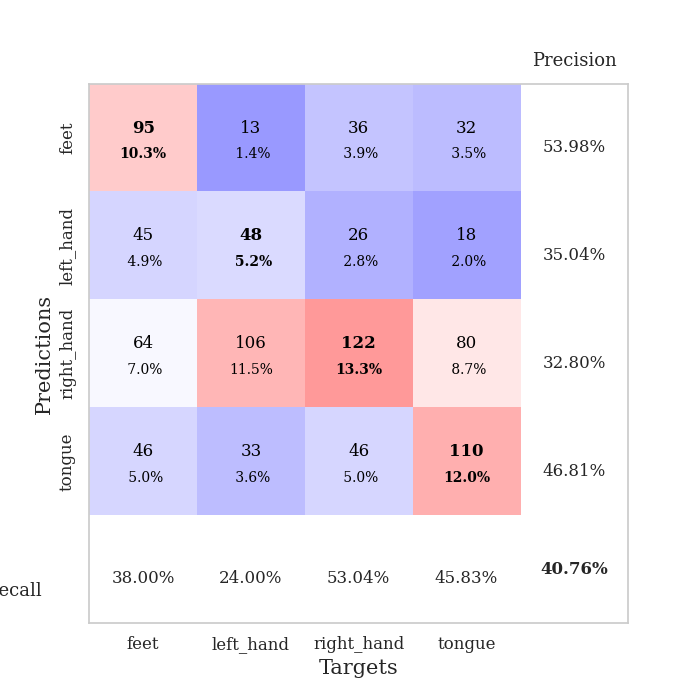 Precision
feet 95 13 36 32 53.98%
10.3% 1.4% 3.9% 3.5%
left_hand 45 48 26 18 35.04%
4.9% 5.2% 2.8% 2.0%
right_hand 64 106 122 80 32.80%
7.0% 11.5% 13.3% 8.7%
tongue 46 33 46 110 46.81%
5.0% 3.6% 5.0% 12.0%
Predictions
ecall 38.00% 24.00% 53.04% 45.83% 40.76%
feet left_hand right_hand tongue
Targets